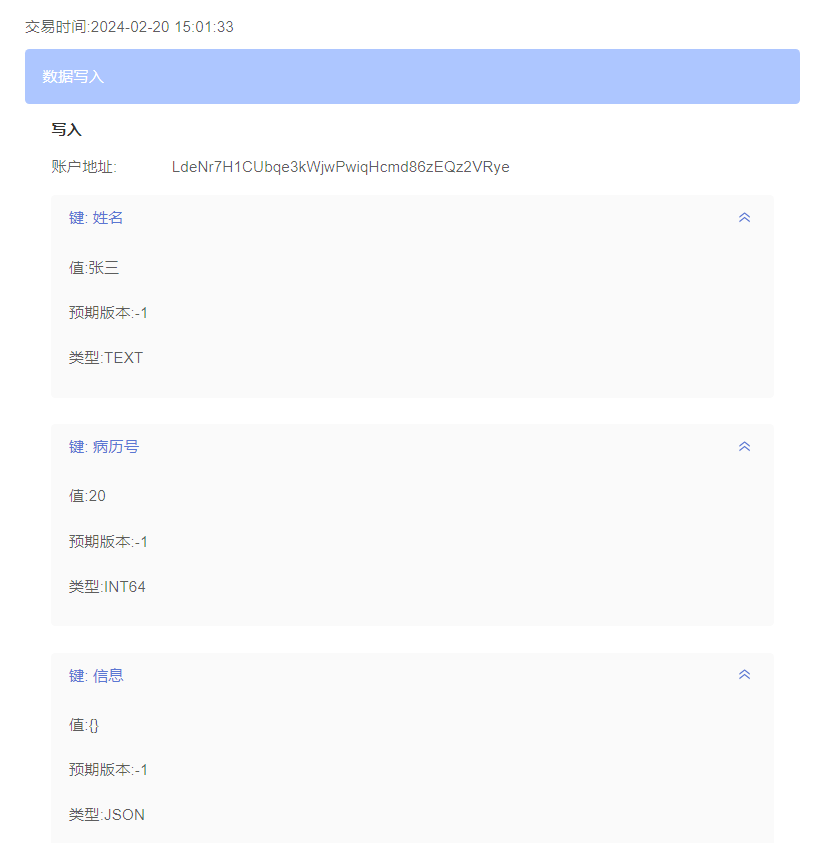 交易时间:2024-02-20 15:01:33
数据写入
写入
账户地址: LdeNr7H1CUbqe3kWjwPwiqHcmd86zEQz2VRye
键: 姓名
值:张三
预期版本:-1
类型:TEXT
键: 病历号
值:20
预期版本:-1
类型:INT64
键: 信息
值:{}
预期版本:-1
类型:JSON